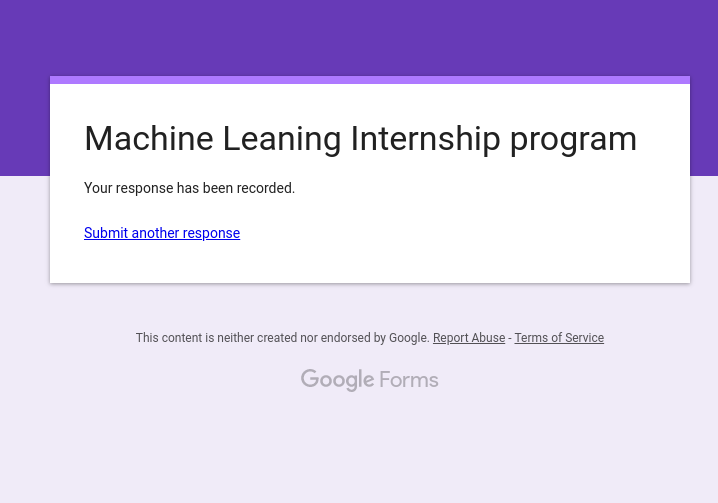 Machine Leaning Internship program
Your response has been recorded.
Submit another response
This content is neither created nor endorsed by Google. Report Abuse - Terms of Service
Google Forms